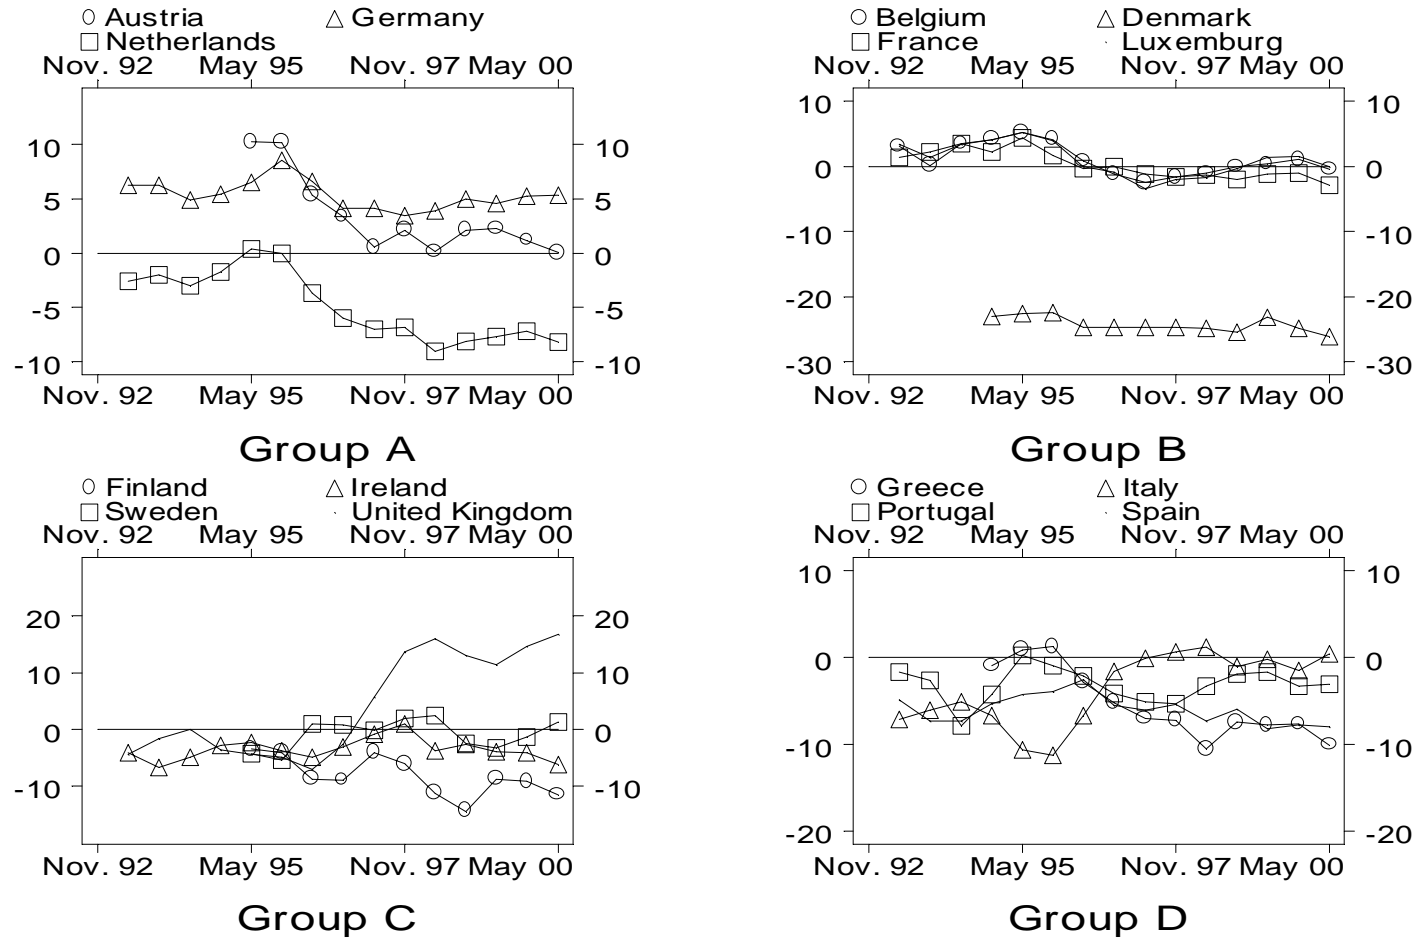 Austria Germany
Netherlands
Nov. 92 May 95 Nov. 97 May 00
10 10
5 5
0 0
-5 -5
-10 -10
Nov. 92 May 95 Nov. 97 May 00
Group A
Belgium Denmark
France Luxemburg
Nov. 92 May 95 Nov. 97 May 00
10 10
0 0
-10 -10
-20 -20
-30 -30
Nov. 92 May 95 Nov. 97 May 00
Group B
Finland Ireland
Sweden United Kingdom
Nov. 92 May 95 Nov. 97 May 00
20 20
10 10
0 0
-10 -10
Nov. 92 May 95 Nov. 97 May 00
Group C
Greece Italy
Portugal Spain
Nov. 92 May 95 Nov. 97 May 00
10 10
0 0
-10 -10
-20 -20
Nov. 92 May 95 Nov. 97 May 00
Group D